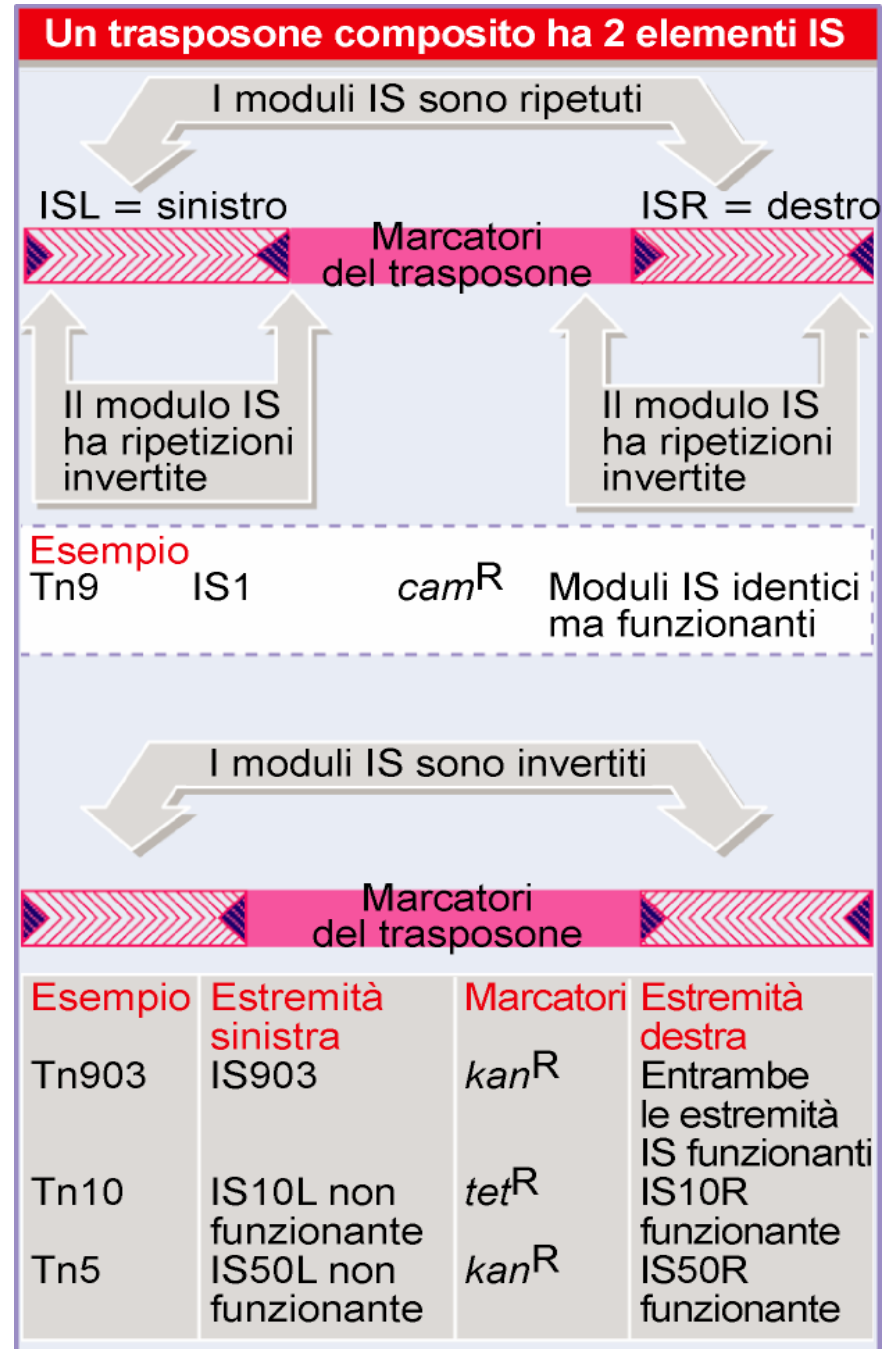 Un trasposone composito ha 2 elementi IS
I moduli IS sono ripetuti
ISL = sinistro
ISR = destro
Marcatori
del trasposone
Il modulo IS
ha ripetizioni
invertite
Il modulo IS
ha ripetizioni
invertite
Esempio
Tn9 IS1 camR Moduli IS identici
ma funzionanti
I moduli IS sono invertiti
Marcatori
del trasposone
Esempio Estremità Marcatori Estremità
sinistra destra
Tn903 IS903 kanR Entrambe
le estremità
IS funzionanti
Tn10 IS10L non tetR IS10R
funzionante funzionante
Tn5 IS50L non kanR IS50R
funzionante funzionante